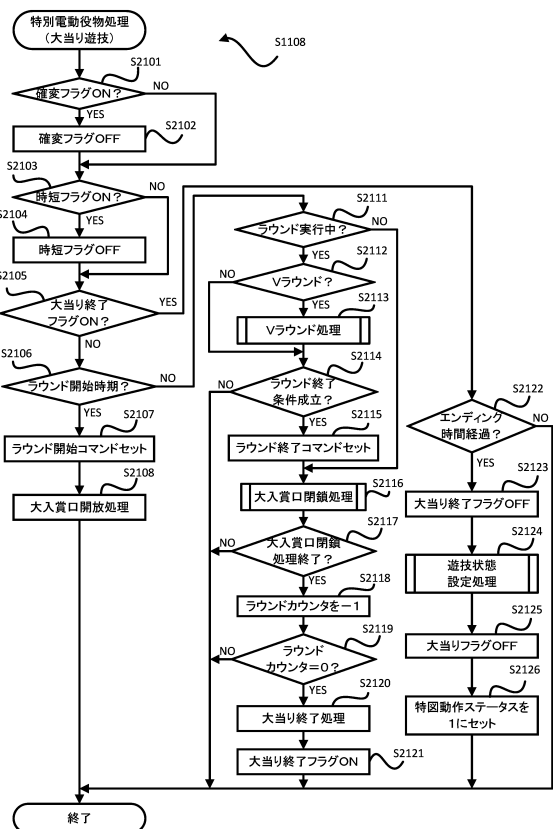 特別電動役物処理
(大当り遊技)
S1108
S2101
確変フラグON？
NO
YES
S2102
確変フラグOFF
S2103
時短フラグON？
NO
YES
S2104
時短フラグOFF
S2105
大当り終了
フラグON？
YES
NO
S2106
ラウンド開始時期？
NO
YES
S2107
ラウンド開始コマンドセット
S2108
大入賞口開放処理
S2111
ラウンド実行中？
NO
YES
S2112
NO
Vラウンド？
YES
S2113
Vラウンド処理
S2114
NO
ラウンド終了
条件成立？
YES
S2115
ラウンド終了コマンドセット
S2116
大入賞口閉鎖処理
S2117
NO
大入賞口閉鎖
処理終了？
YES
S2118
ラウンドカウンタを－1
S2119
NO
ラウンド
カウンタ＝0？
YES
S2120
大当り終了処理
S2121
大当り終了フラグON
S2122
エンディング
時間経過？
NO
YES
S2123
大当り終了フラグOFF
S2124
遊技状態
設定処理
S2125
大当りフラグOFF
S2126
特図動作ステータスを
1にセット
終了